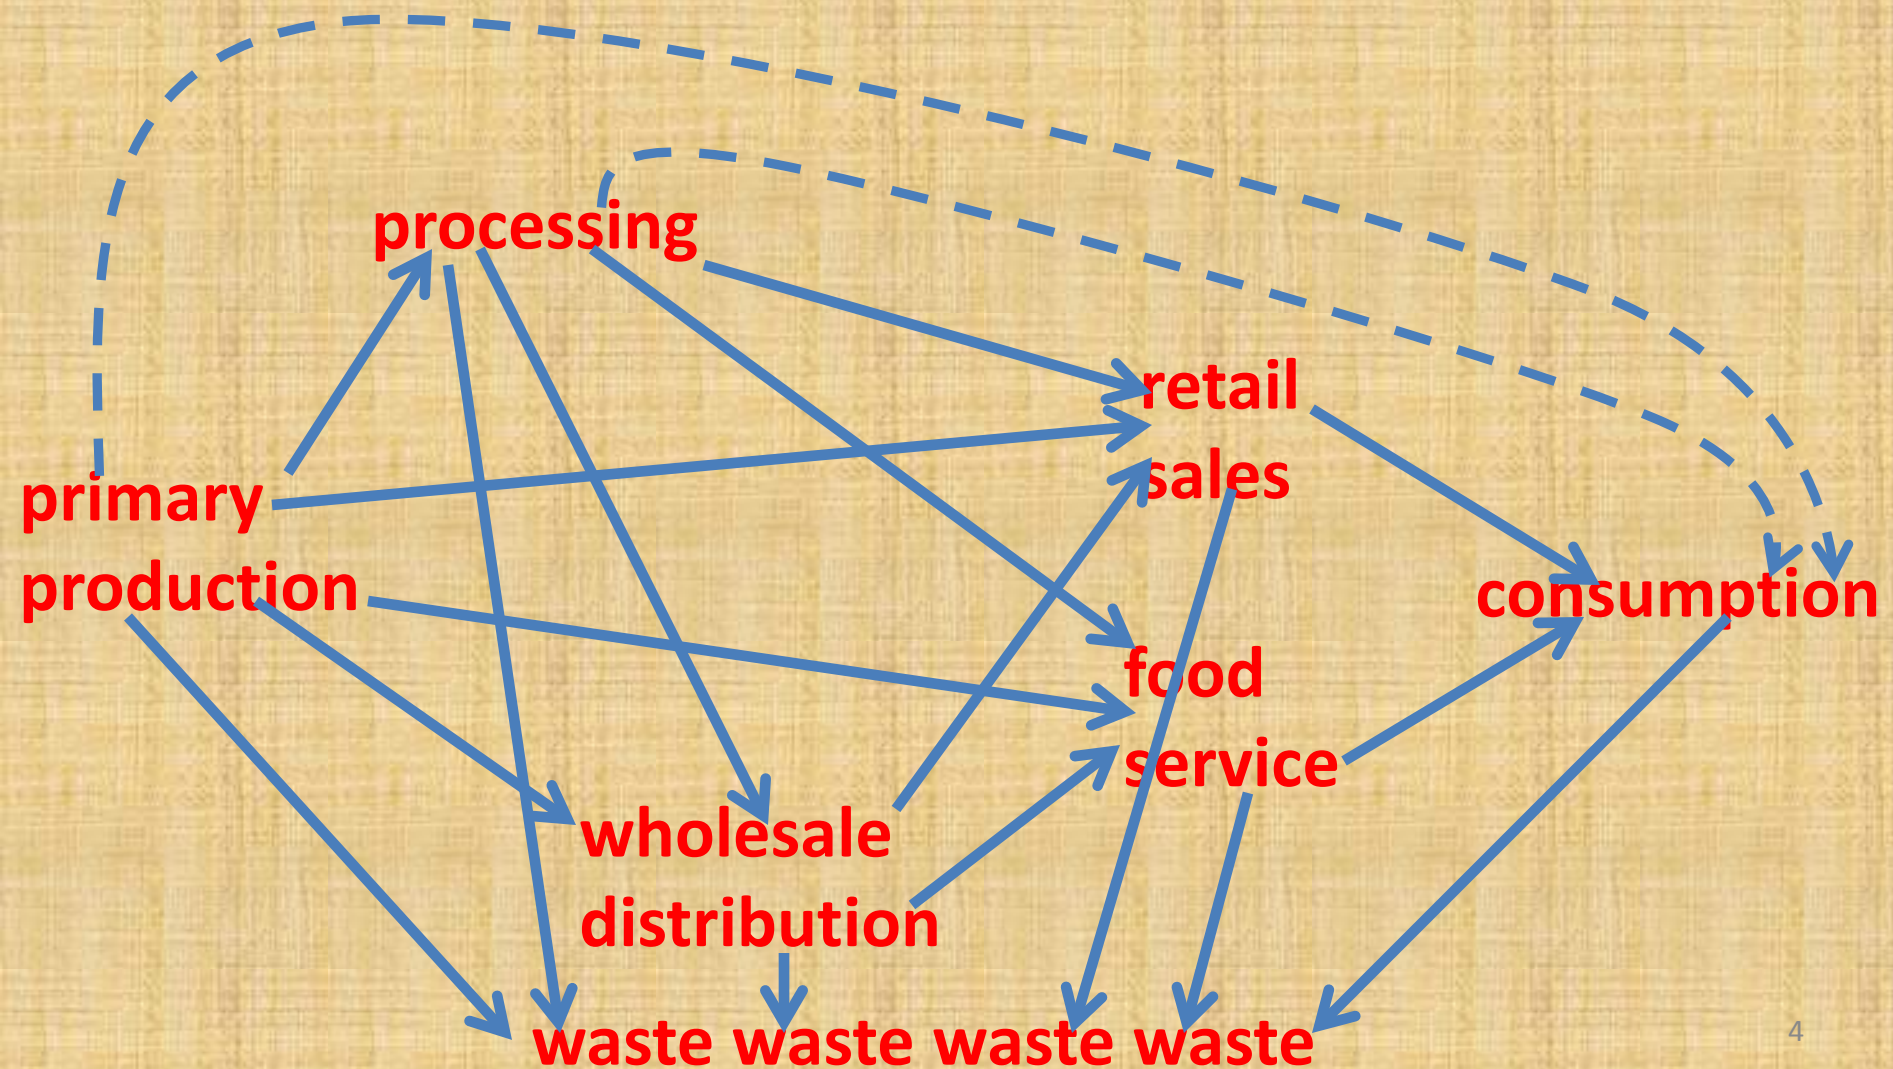 processing
retail
sales
primary
production
consumption
food
service
wholesale
distribution
waste waste waste waste
4